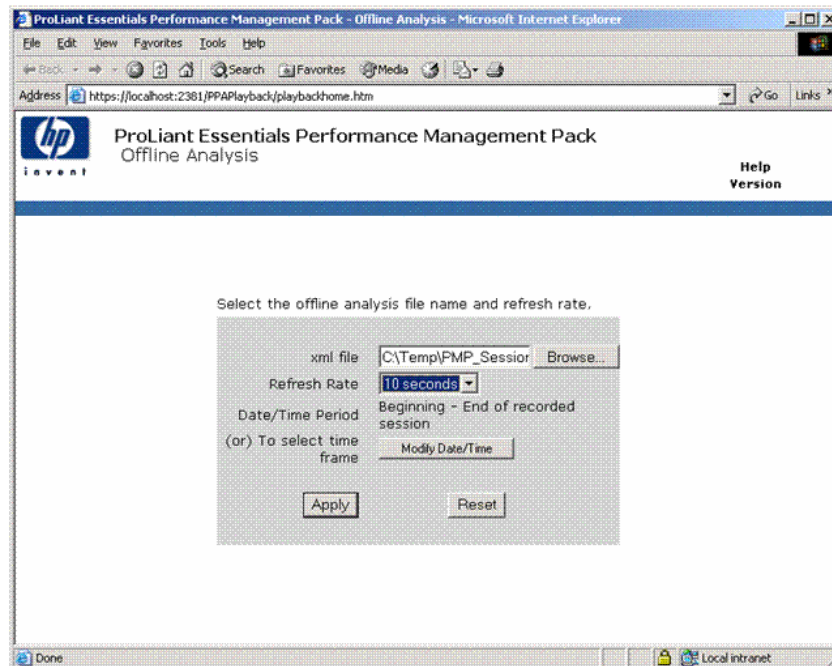 ProLiant Essentials Performance Management Pack - Offline Analysis - Microsoft Internet Explorer
File Edit View Favorites Tools Help
Back Search Favorites Media
Address https://localhost:2381/PPAPlayback/playbackhome.htm Go Links »
hp
invent
ProLiant Essentials Performance Management Pack
Offline Analysis
Help
Version
Select the offline analysis file name and refresh rate.
xml file C:\Temp\PMP_Session Browse...
Refresh Rate 10 seconds
Date/Time Period Beginning - End of recorded
session
(or) To select time
frame Modify Date/Time
Apply Reset
Done Local intranet